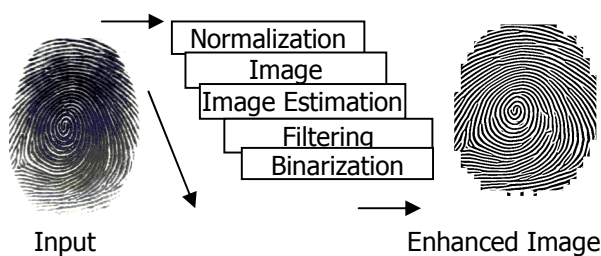 Normalization
Image
Image Estimation
Filtering
Binarization
Input
Enhanced Image